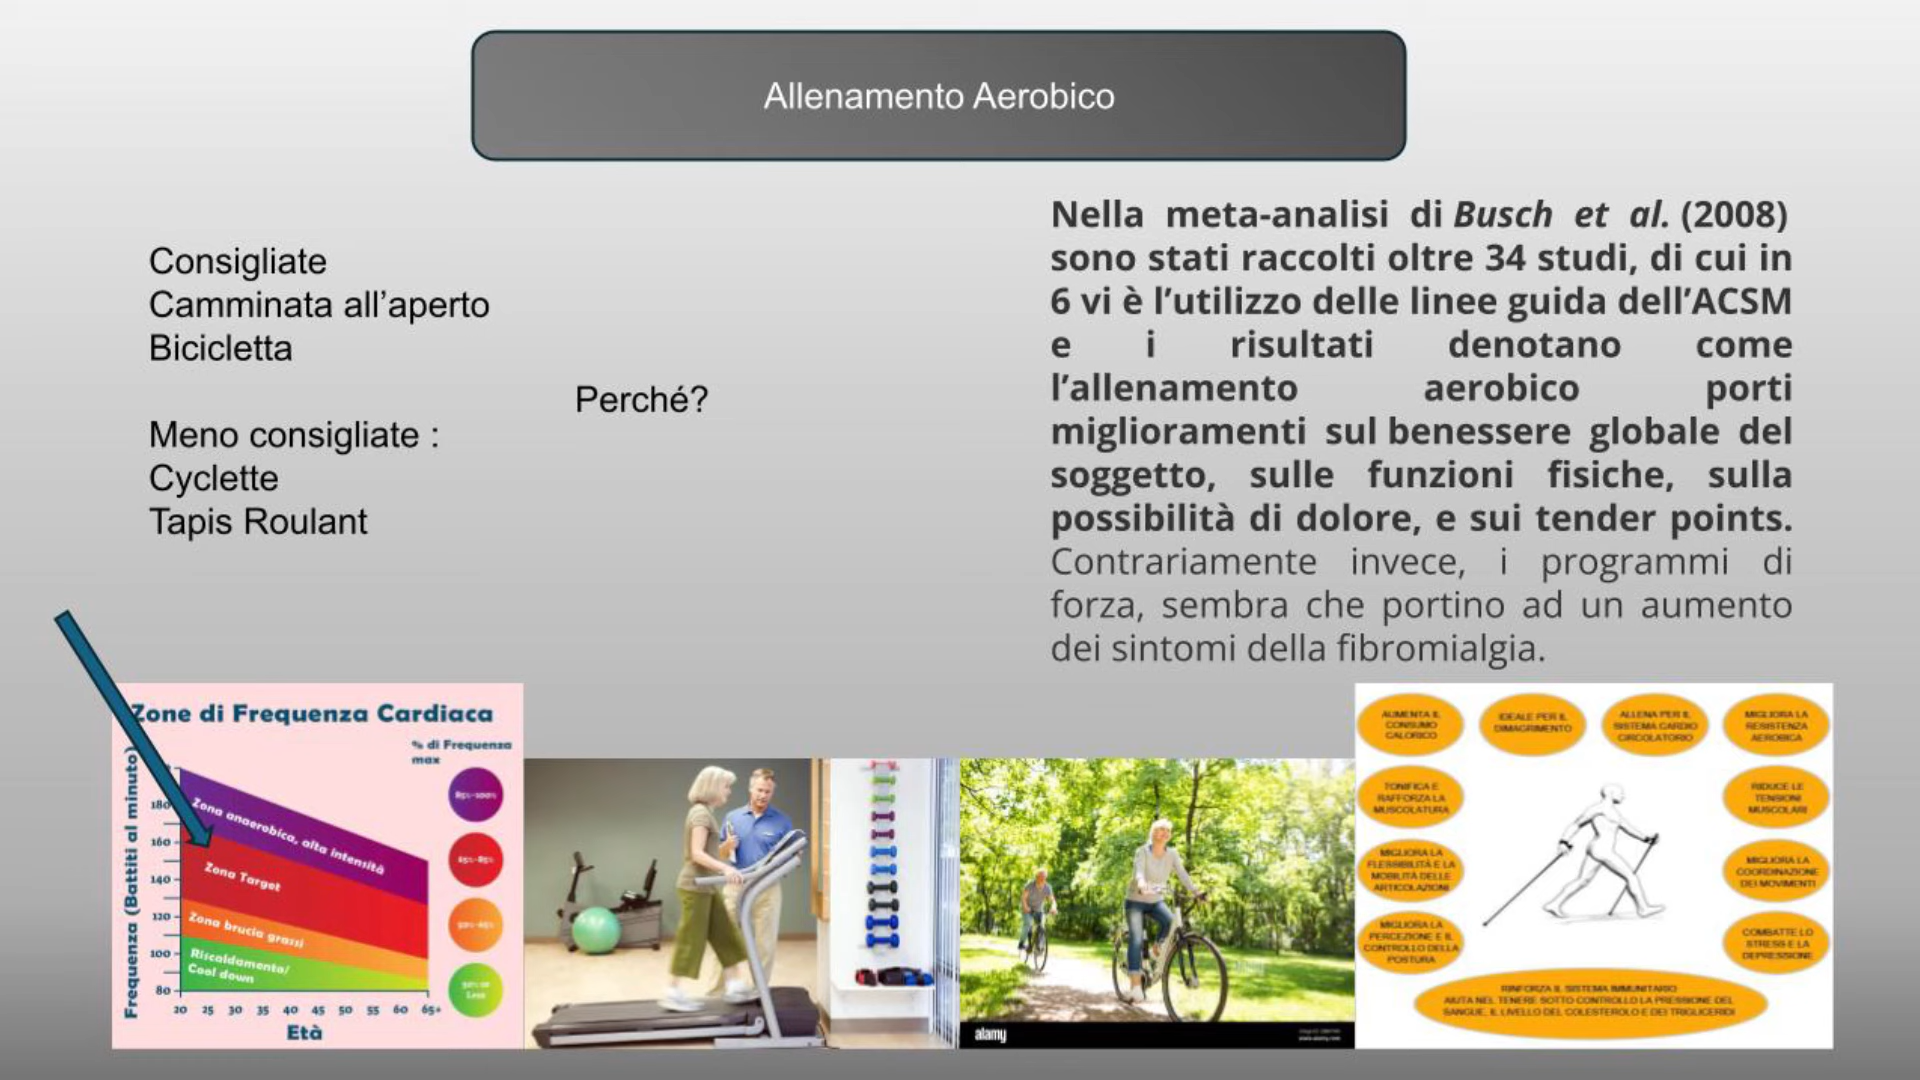 Allenamento Aerobico
Consigliate
Camminata all’aperto
Bicicletta
Perché?
Meno consigliate :
Cyclette
Tapis Roulant
Nella meta-analisi di Busch et al. (2008)
sono stati raccolti oltre 34 studi, di cui in
6 vi è l’utilizzo delle linee guida dell’ACSM
e i risultati denotano come
l’allenamento aerobico porti
miglioramenti sul benessere globale del
soggetto, sulle funzioni fisiche, sulla
possibilità di dolore, e sui tender points.
Contrariamente invece, i programmi di
forza, sembra che portino ad un aumento
dei sintomi della fibromialgia.
Zone di Frequenza Cardiaca
% di Frequenza
max
Frequenza (Battiti al minuto)
180
160
140
120
100
80
Zona anaerobica, alta intensità
Zona Target
Zona brucia grassi
Riscaldamento/
Cool down
85%-100%
65%-85%
50%-65%
50% or
Less
20 25 30 35 40 45 50 55 60 65+
Età
alamy
AUMENTA IL
CONSUMO
CALORICO
IDEALE PER IL
DIMAGRIMENTO
ALLENA PER IL
SISTEMA CARDIO
CIRCOLATORIO
MIGLIORA LA
RESISTENZA
AEROBICA
TONIFICA E
RAFFORZA LA
MUSCOLATURA
RIDUCE LE
TENSIONI
MUSCOLARI
MIGLIORA LA
FLESSIBILITÀ E LA
MOBILITÀ DELLE
ARTICOLAZIONI
MIGLIORA LA
COORDINAZIONE
DEI MOVIMENTI
MIGLIORA LA
PERCEZIONE E IL
CONTROLLO DELLA
POSTURA
COMBATTE LO
STRESS E LA
DEPRESSIONE
RINFORZA IL SISTEMA IMMUNITARIO
AIUTA NEL TENERE SOTTO CONTROLLO LA PRESSIONE DEL
SANGUE, IL LIVELLO DEL COLESTEROLO E DEI TRIGLICERIDI